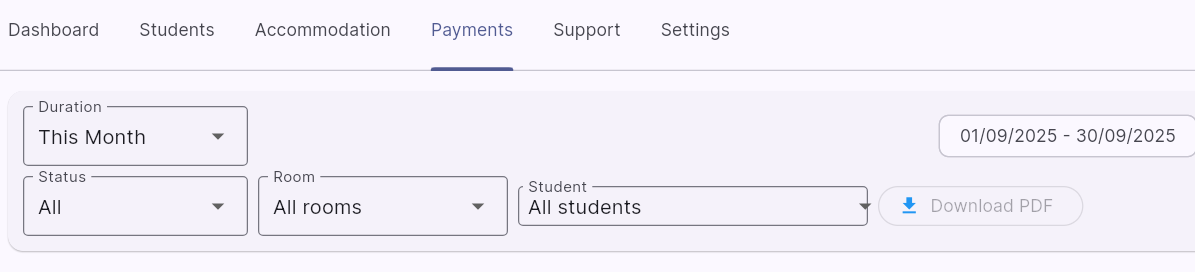 Dashboard Students Accommodation Payments Support Settings
Duration
This Month
01/09/2025 - 30/09/2025
Status Room Student
All All rooms All students Download PDF